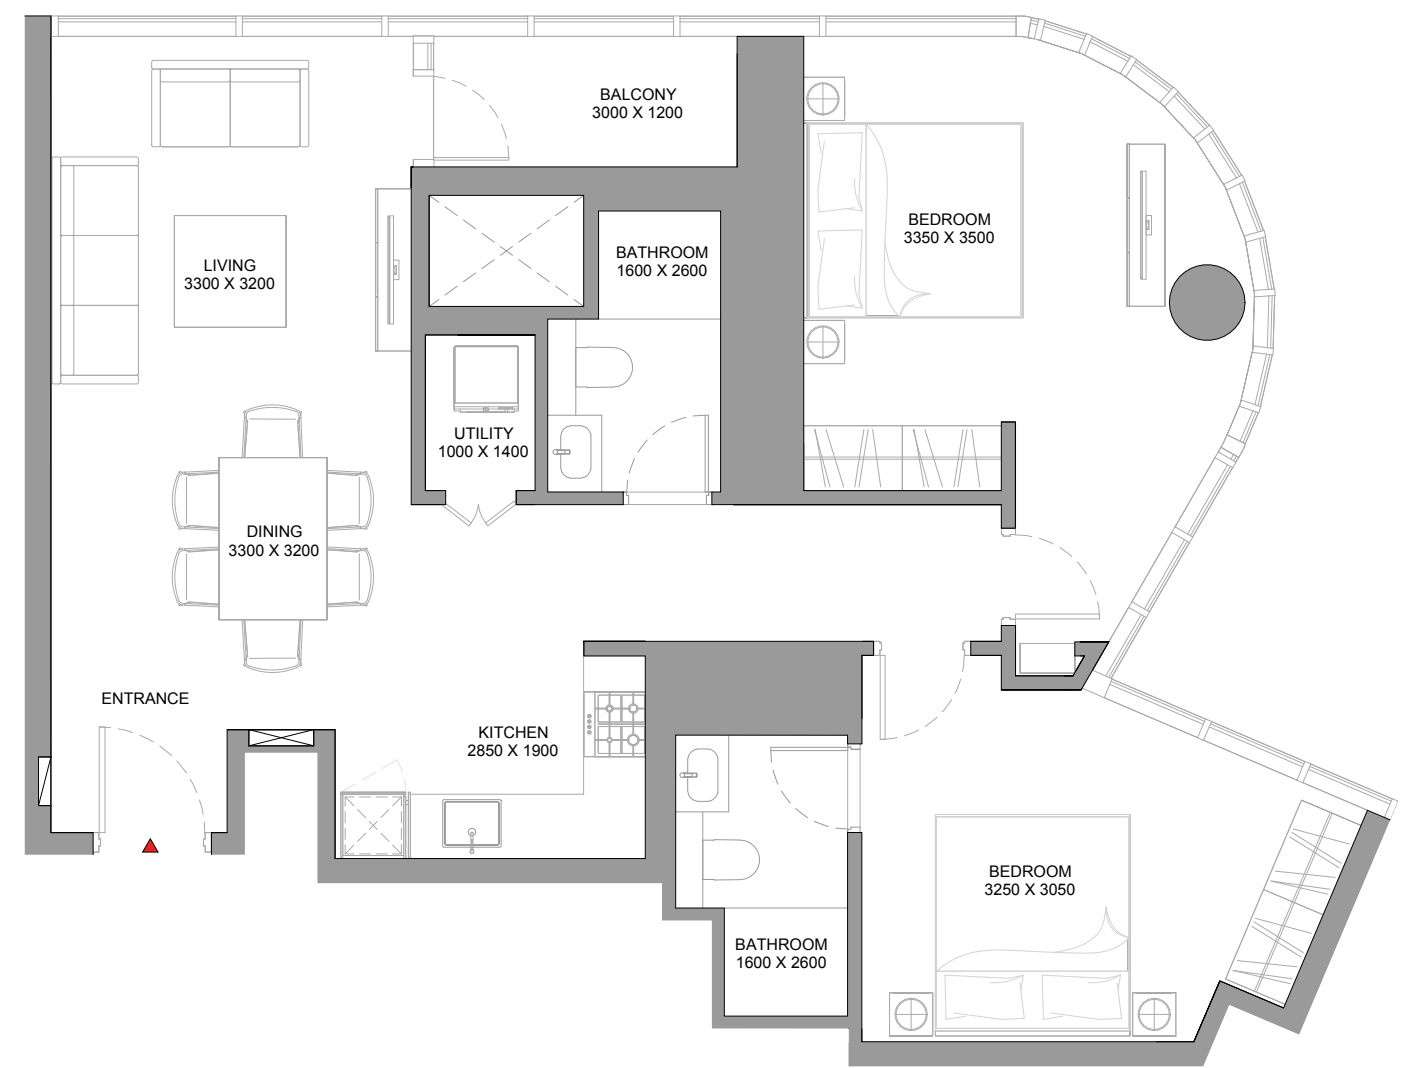 BALCONY
3000 X 1200
BEDROOM
3350 X 3500
BATHROOM
1600 X 2600
LIVING
3300 X 3200
UTILITY
1000 X 1400
DINING
3300 X 3200
ENTRANCE
KITCHEN
2850 X 1900
BEDROOM
3250 X 3050
BATHROOM
1600 X 2600